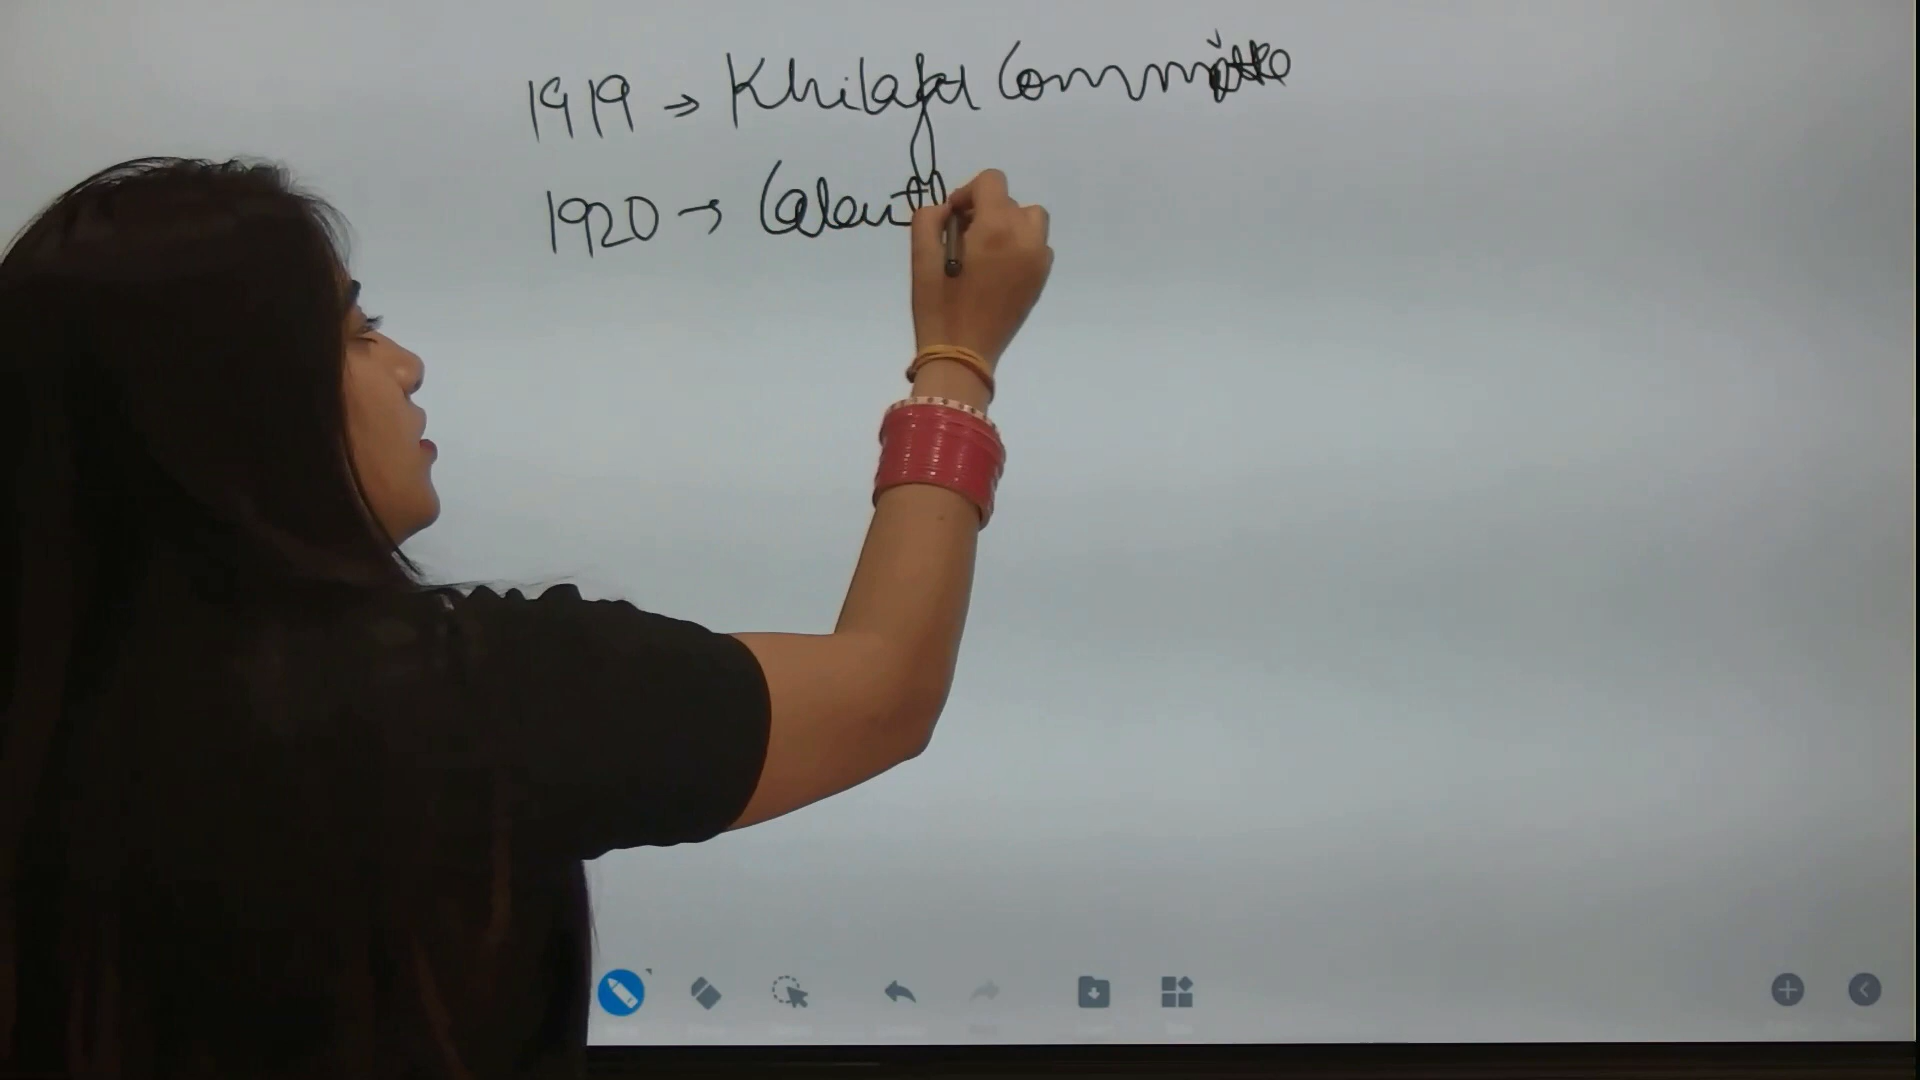 1919 → Khilafat Committee
1920 → Calcutt